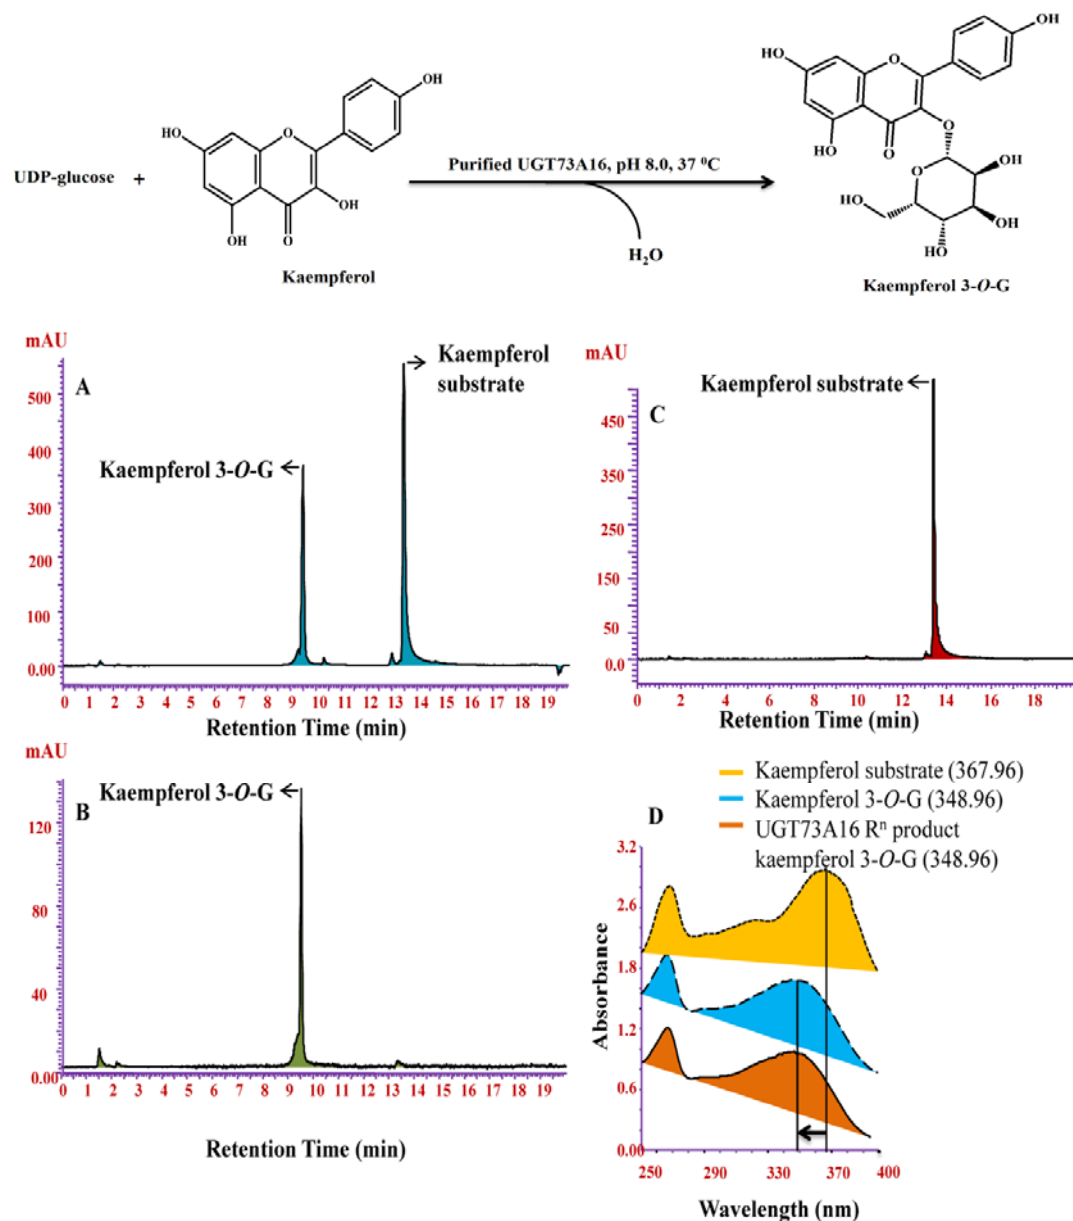 OH
HO
O
OH
OH
O
UDP-glucose +
Kaempferol
Purified UGT73A16, pH 8.0, 37 ⁰C
H₂O
OH
HO
O
OH
O
O
O
OH
HO
OH
HO
Kaempferol 3-O-G
mAU
A
Kaempferol
substrate
Kaempferol 3-O-G
500
400
300
200
100
0.00
0 1 2 3 4 5 6 7 8 9 10 11 12 13 14 15 16 17 18 19
Retention Time (min)
mAU
C
Kaempferol substrate
450
350
250
150
50
0.0
0 2 4 6 8 10 12 14 16 18
Retention Time (min)
mAU
B
Kaempferol 3-O-G
120
80
40
0.00
0 1 2 3 4 5 6 7 8 9 10 11 12 13 14 15 16 17 18 19
Retention Time (min)
D
Kaempferol substrate (367.96)
Kaempferol 3-O-G (348.96)
UGT73A16 Rⁿ product
kaempferol 3-O-G (348.96)
Absorbance
3.2
2.6
1.8
1.2
0.6
0.00
250 290 330 370 400
Wavelength (nm)